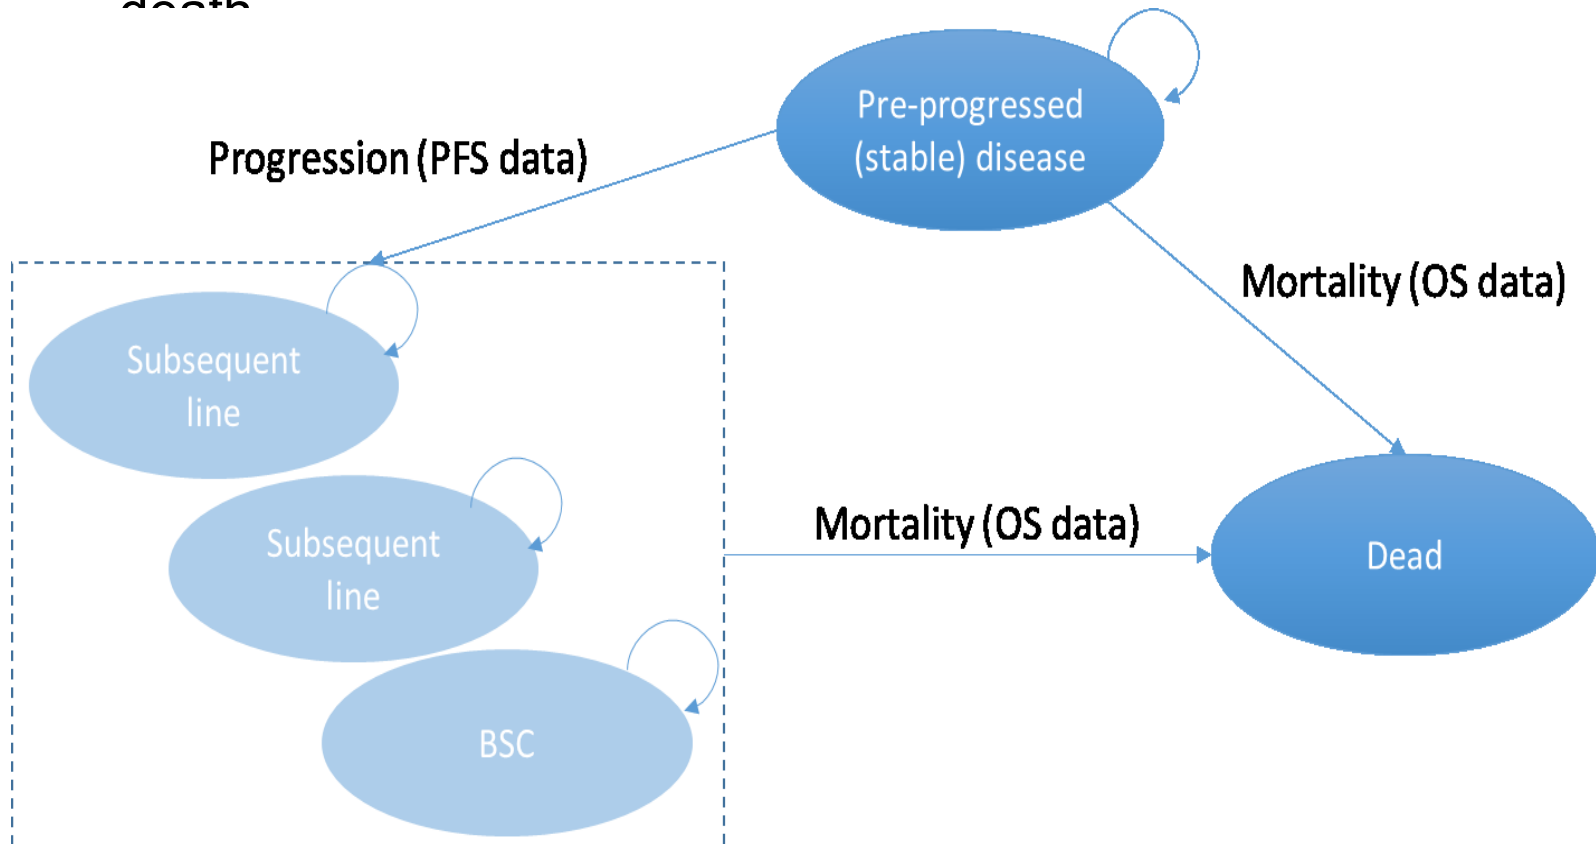 death
Pre-progressed
(stable) disease
Progression (PFS data)
Mortality (OS data)
Subsequent
line
Subsequent
line
Mortality (OS data)
Dead
BSC